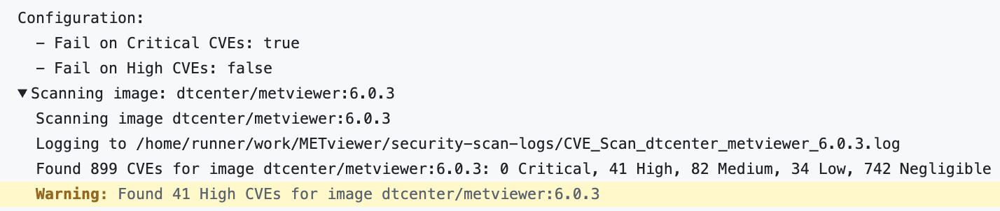 Configuration:
– Fail on Critical CVEs: true
– Fail on High CVEs: false
▼ Scanning image: dtcenter/metviewer:6.0.3
Scanning image dtcenter/metviewer:6.0.3
Logging to /home/runner/work/METviewer/security-scan-logs/CVE_Scan_dtcenter_metviewer_6.0.3.log
Found 899 CVEs for image dtcenter/metviewer:6.0.3: 0 Critical, 41 High, 82 Medium, 34 Low, 742 Negligible
Warning: Found 41 High CVEs for image dtcenter/metviewer:6.0.3